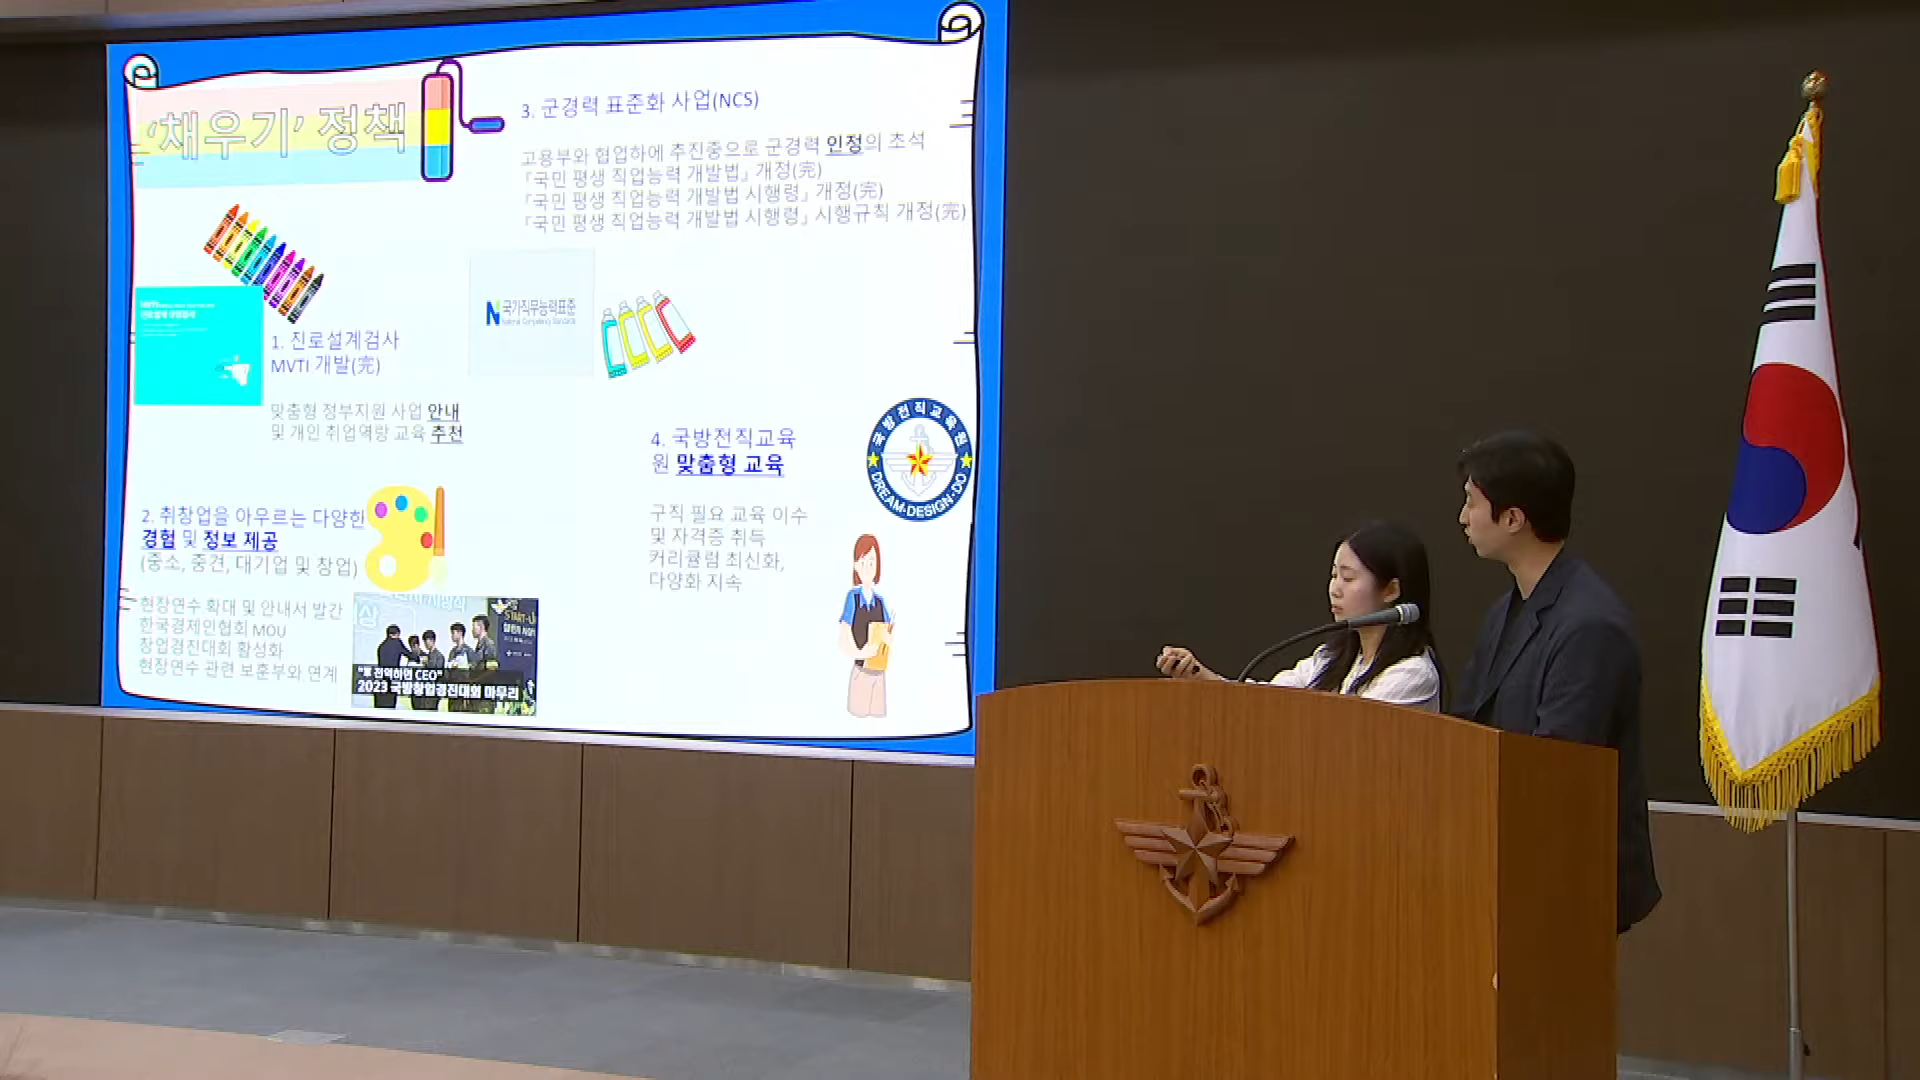 '채우기' 정책
1. 진로설계검사
MVTI 개발(完)
맞춤형 정부지원 사업 안내
및 개인 취업역량 교육 추천
2. 취창업을 아우르는 다양한
경험 및 정보 제공
(중소, 중견, 대기업 및 창업)
현장연수 확대 및 안내서 발간
한국경제인협회 MOU
창업경진대회 활성화
현장연수 관련 보훈부와 연계
상
START-U
"軍 전역하면 CEO"
2023 국방창업경진대회 마무리
3. 군경력 표준화 사업(NCS)
고용부와 협업하에 추진중으로 군경력 인정의 초석
「국민 평생 직업능력 개발법」 개정(完)
「국민 평생 직업능력 개발법 시행령」 개정(完)
「국민 평생 직업능력 개발법 시행령」 시행규칙 개정(完)
N 국가직무능력표준
4. 국방전직교육
원 맞춤형 교육
구직 필요 교육 이수
및 자격증 취득
커리큘럼 최신화,
다양화 지속
국방전직교육원
DREAM-DESIGN-DO